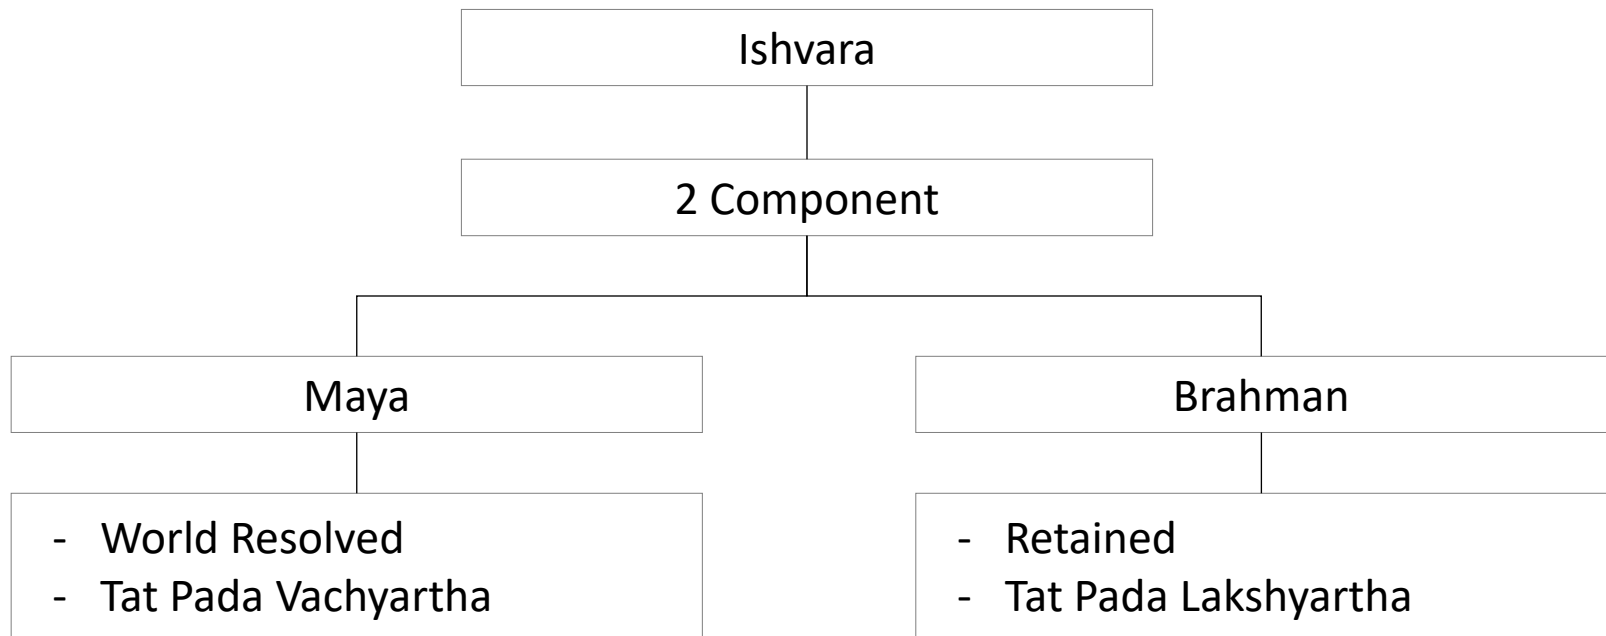 Ishvara
2 Component
Maya
Brahman
- World Resolved
- Tat Pada Vachyartha
- Retained
- Tat Pada Lakshyartha